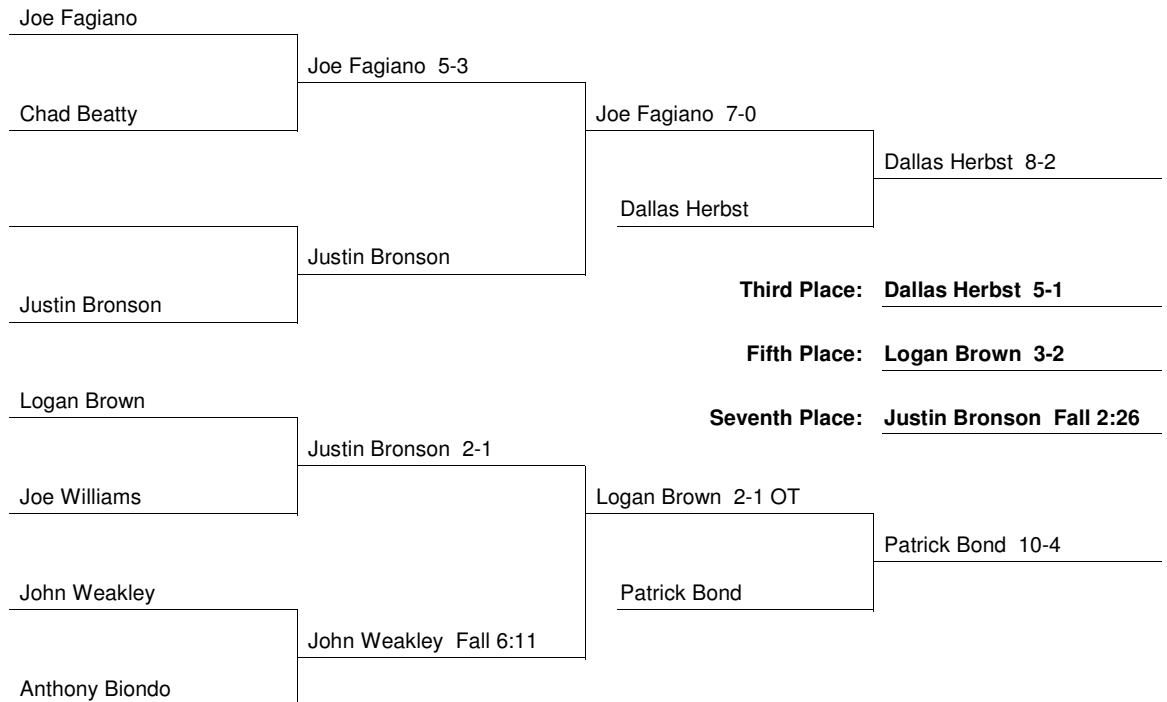 Joe Fagiano
Joe Fagiano 5-3
Chad Beatty
Joe Fagiano 7-0
Dallas Herbst 8-2
Dallas Herbst
Justin Bronson
Justin Bronson
Third Place: Dallas Herbst 5-1
Fifth Place: Logan Brown 3-2
Logan Brown
Seventh Place: Justin Bronson Fall 2:26
Justin Bronson 2-1
Joe Williams
Logan Brown 2-1 OT
Patrick Bond 10-4
John Weakley
Patrick Bond
John Weakley Fall 6:11
Anthony Biondo